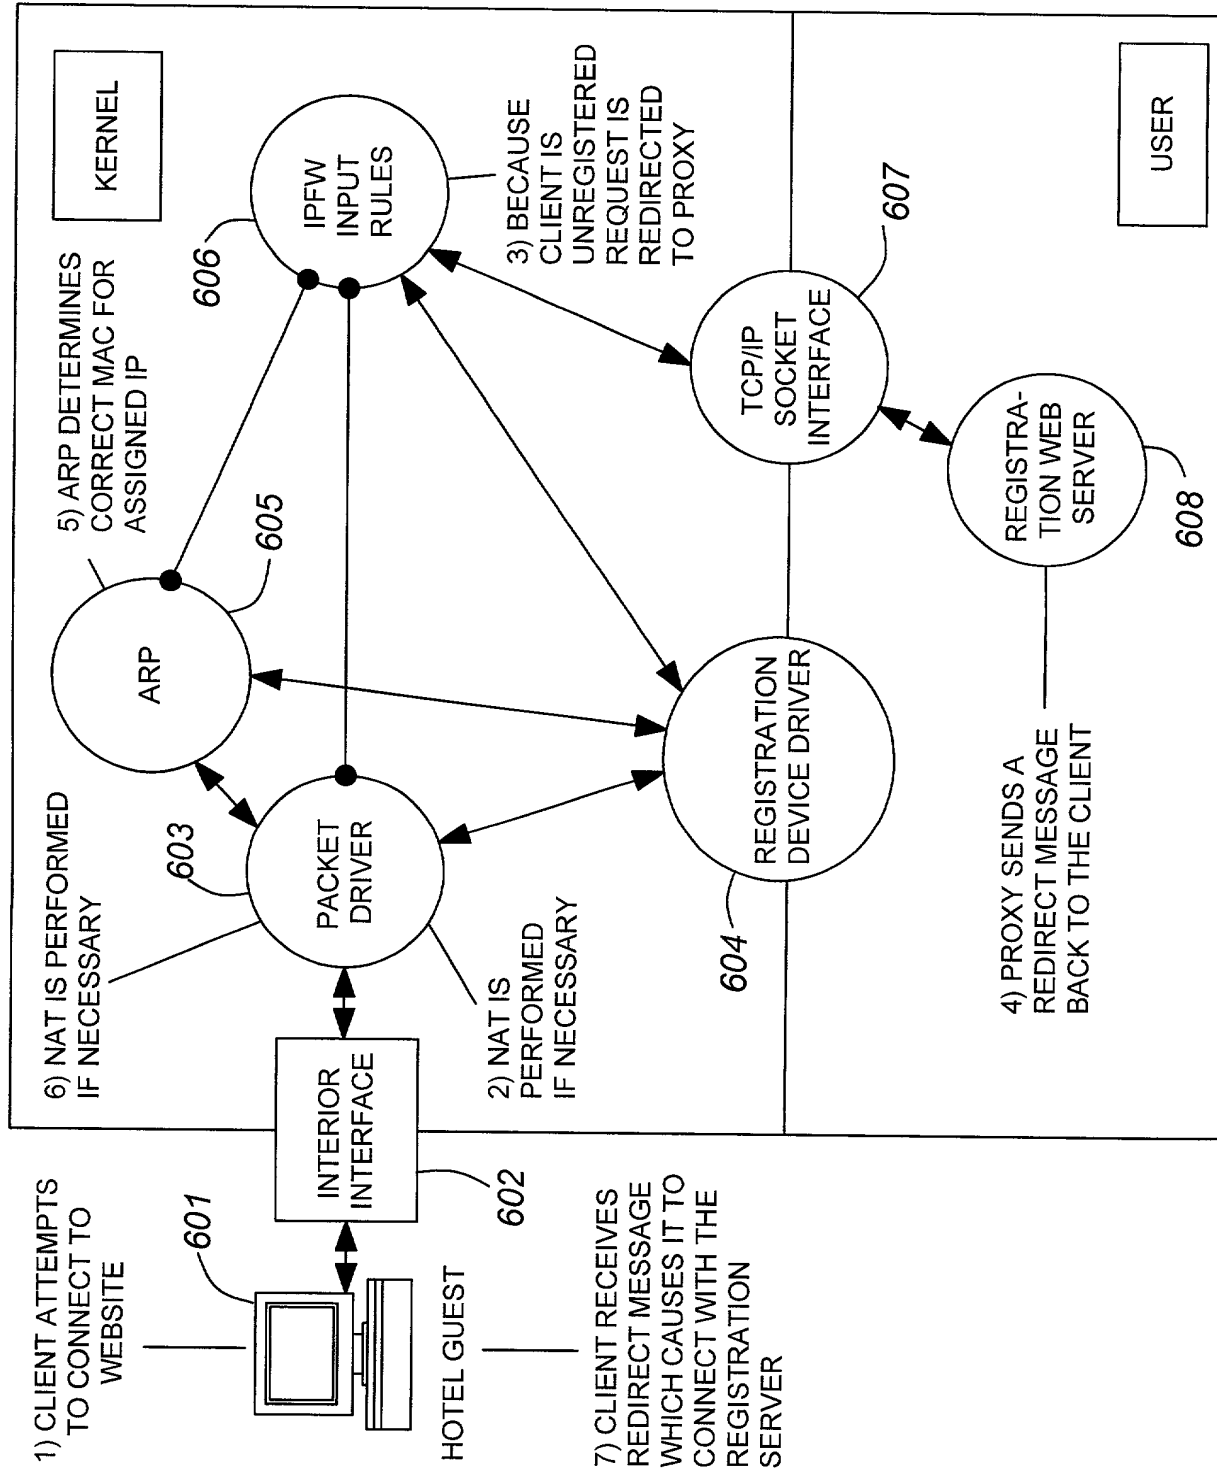 1) CLIENT ATTEMPTS
TO CONNECT TO
WEBSITE
601
HOTEL GUEST
7) CLIENT RECEIVES
REDIRECT MESSAGE
WHICH CAUSES IT TO
CONNECT WITH THE
REGISTRATION
SERVER
INTERIOR
INTERFACE
602
6) NAT IS PERFORMED
IF NECESSARY
603
PACKET
DRIVER
2) NAT IS
PERFORMED
IF NECESSARY
5) ARP DETERMINES
CORRECT MAC FOR
ASSIGNED IP
ARP
605
KERNEL
606
IPFW
INPUT
RULES
3) BECAUSE
CLIENT IS
UNREGISTERED
REQUEST IS
REDIRECTED
TO PROXY
604
REGISTRATION
DEVICE DRIVER
TCP/IP
SOCKET
INTERFACE
607
4) PROXY SENDS A
REDIRECT MESSAGE
BACK TO THE CLIENT
REGISTRA-
TION WEB
SERVER
608
USER